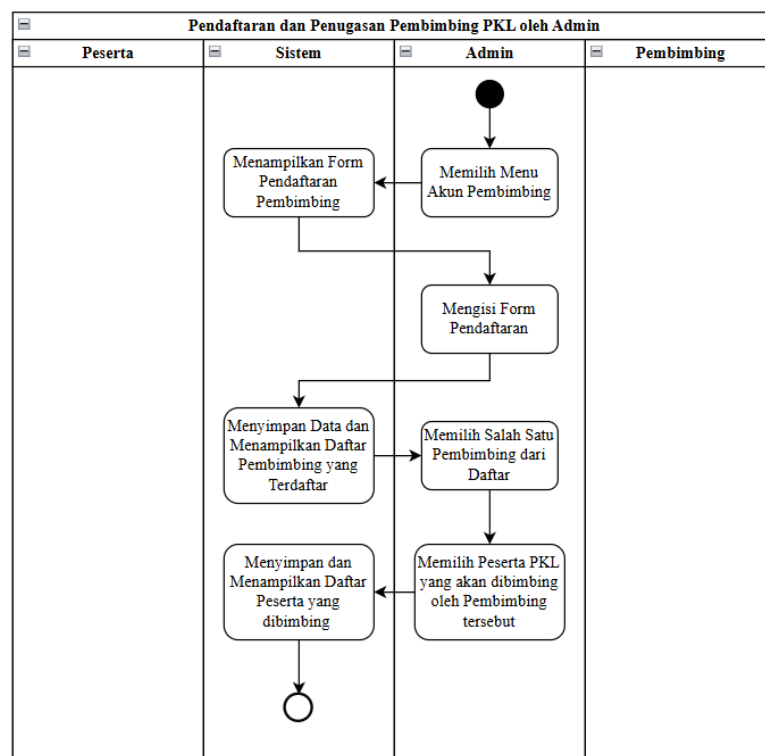 Pendaftaran dan Penugasan Pembimbing PKL oleh Admin
Peserta
Sistem
Admin
Pembimbing
Memilih Menu
Akun Pembimbing
Menampilkan Form
Pendaftaran
Pembimbing
Mengisi Form
Pendaftaran
Menyimpan Data dan
Menampilkan Daftar
Pembimbing yang
Terdaftar
Memilih Salah Satu
Pembimbing dari
Daftar
Memilih Peserta PKL
yang akan dibimbing
oleh Pembimbing
tersebut
Menyimpan dan
Menampilkan Daftar
Peserta yang
dibimbing